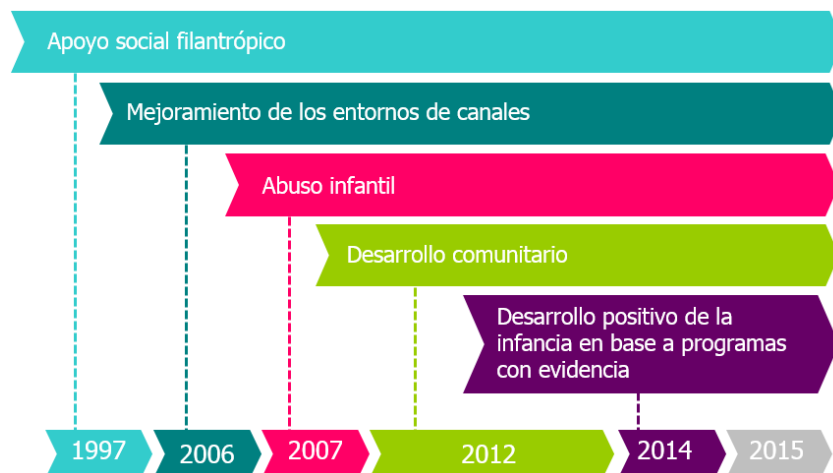 Apoyo social filantrópico
Mejoramiento de los entornos de canales
Abuso infantil
Desarrollo comunitario
Desarrollo positivo de la
infancia en base a programas
con evidencia
1997
2006
2007
2012
2014
2015